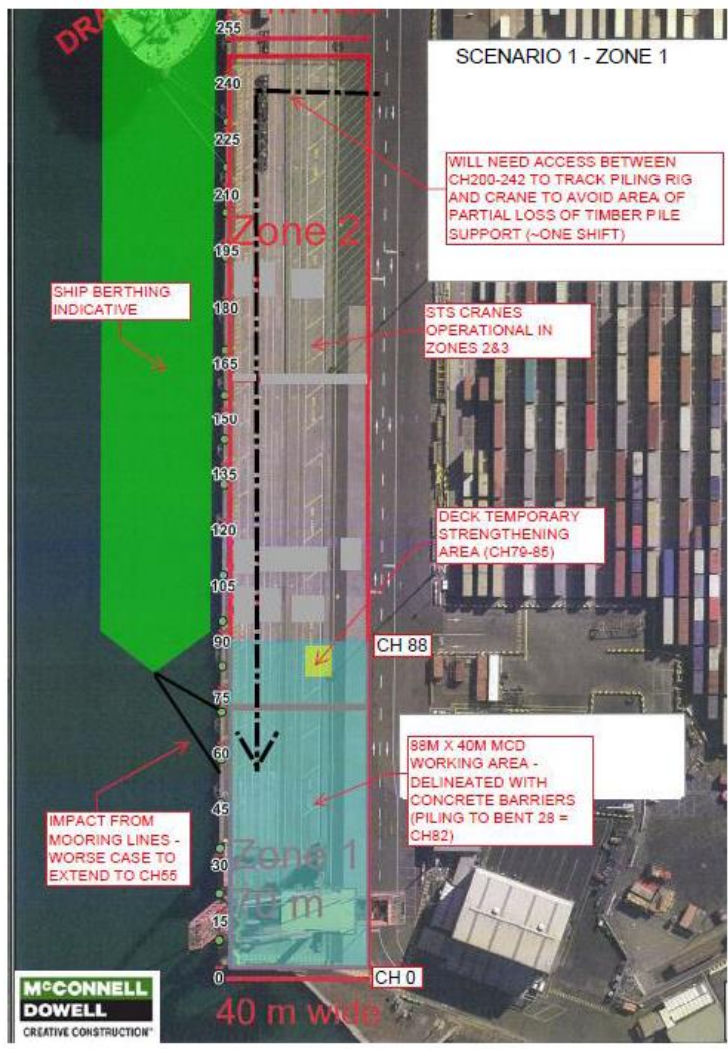 SCENARIO 1 - ZONE 1
255
240
225
210
195
180
165
150
135
120
105
90
75
60
45
30
15
0
WILL NEED ACCESS BETWEEN
CH200-242 TO TRACK PILING RIG
AND CRANE TO AVOID AREA OF
PARTIAL LOSS OF TIMBER PILE
SUPPORT (~ONE SHIFT)
Zone 2
SHIP BERTHING
INDICATIVE
STS CRANES
OPERATIONAL IN
ZONES 2&3
DECK TEMPORARY
STRENGTHENING
AREA (CH79-85)
CH 88
88M X 40M MCD
WORKING AREA -
DELINEATED WITH
CONCRETE BARRIERS
(PILING TO BENT 28 =
CH82)
IMPACT FROM
MOORING LINES -
WORSE CASE TO
EXTEND TO CH55
Zone 1
70 m
CH 0
40 m wide
McCONNELL
DOWELL
CREATIVE CONSTRUCTION™